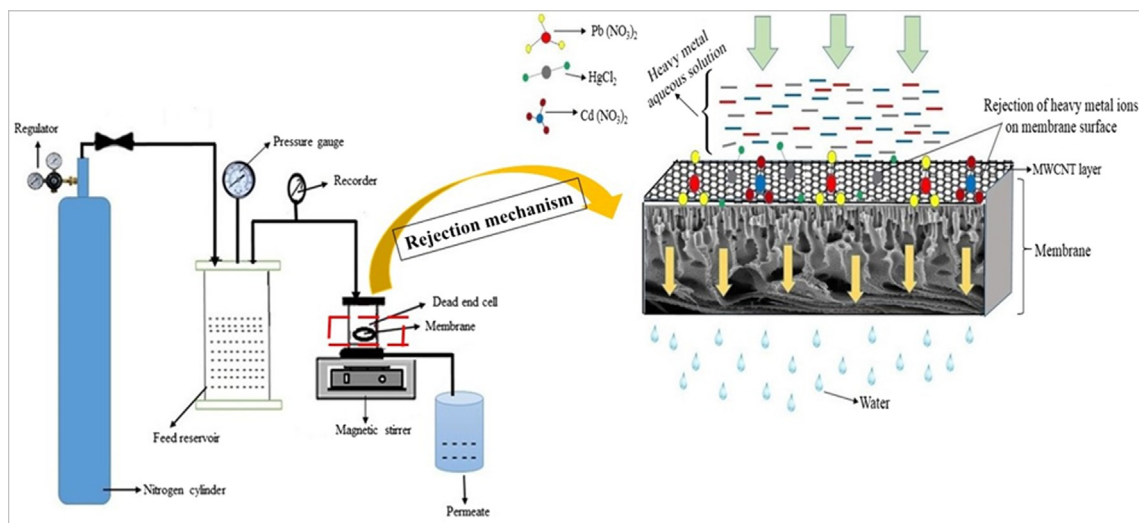 Regulator
Pressure gauge
Recorder
Feed reservoir
Nitrogen cylinder
Dead end cell
Membrane
Magnetic stirrer
Permeate
Rejection mechanism
Pb (NO₃)₂
HgCl₂
Cd (NO₃)₂
Heavy metal
aqueous solution
Rejection of heavy metal ions
on membrane surface
MWCNT layer
Membrane
Water